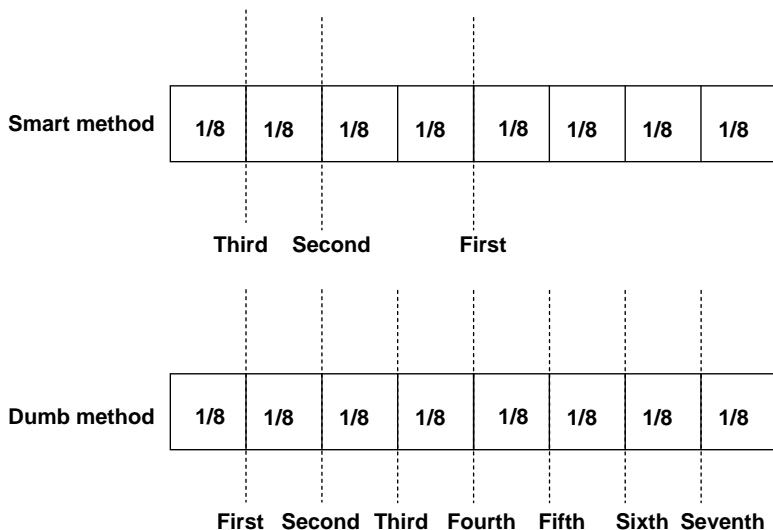 Smart method 1/8 1/8 1/8 1/8 1/8 1/8 1/8 1/8
Third Second First
Dumb method 1/8 1/8 1/8 1/8 1/8 1/8 1/8 1/8
First Second Third Fourth Fifth Sixth Seventh